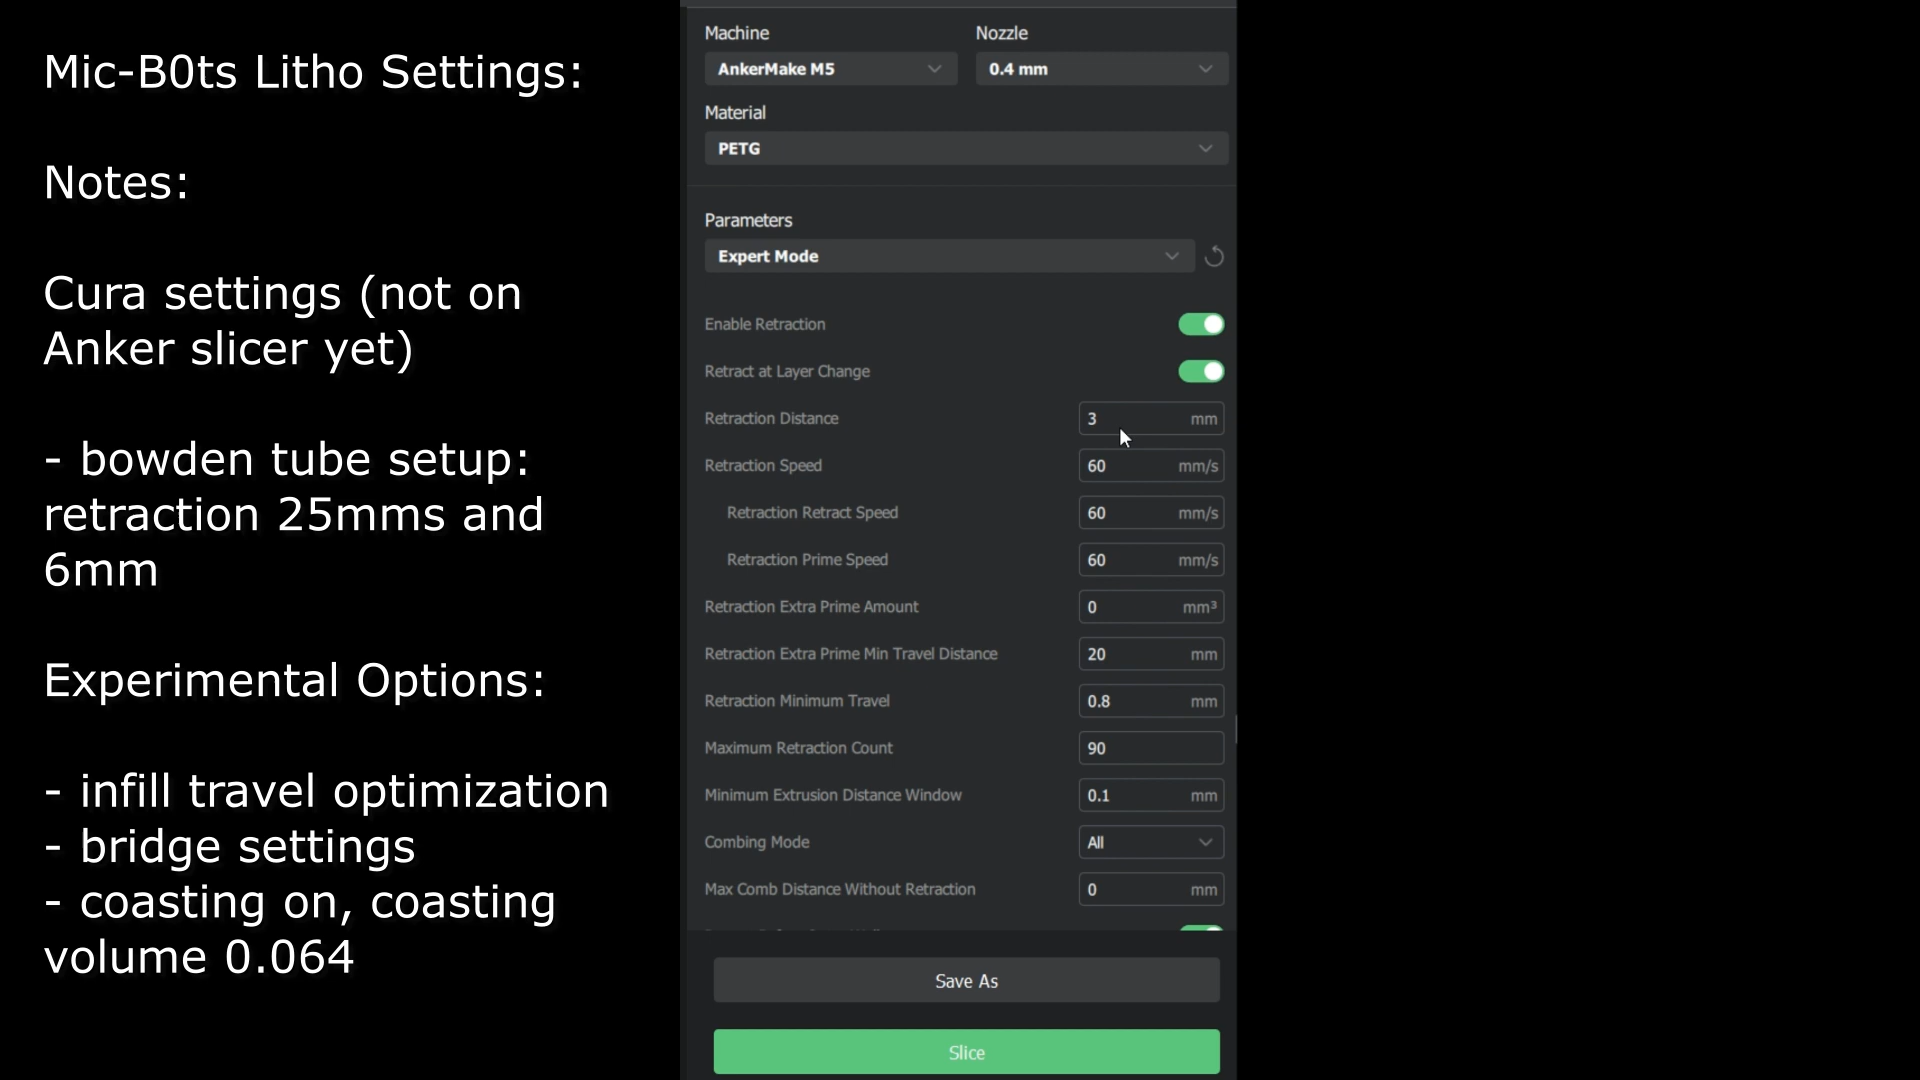 Mic-B0ts Litho Settings:
Notes:
Cura settings (not on
Anker slicer yet)
- bowden tube setup:
retraction 25mms and
6mm
Experimental Options:
- infill travel optimization
- bridge settings
- coasting on, coasting
volume 0.064
Machine Nozzle
AnkerMake M5 0.4 mm
Material
PETG
Parameters
Expert Mode
Enable Retraction
Retract at Layer Change
Retraction Distance 3 mm
Retraction Speed 60 mm/s
Retraction Retract Speed 60 mm/s
Retraction Prime Speed 60 mm/s
Retraction Extra Prime Amount 0 mm³
Retraction Extra Prime Min Travel Distance 20 mm
Retraction Minimum Travel 0.8 mm
Maximum Retraction Count 90
Minimum Extrusion Distance Window 0.1 mm
Combing Mode All
Max Comb Distance Without Retraction 0 mm
Save As
Slice